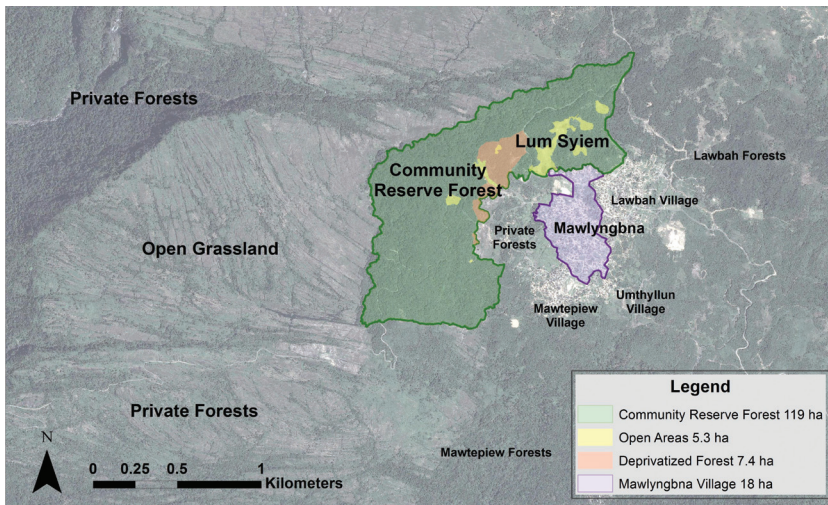 Private Forests
Lum Syiem
Lawbah Forests
Community
Reserve Forest
Lawbah Village
Private
Forests
Mawlyngbna
Open Grassland
Umthyllun
Village
Mawtepiew
Village
Private Forests
Mawtepiew Forests
N
0 0.25 0.5 1
Kilometers
Legend
Community Reserve Forest 119 ha
Open Areas 5.3 ha
Deprivatized Forest 7.4 ha
Mawlyngbna Village 18 ha